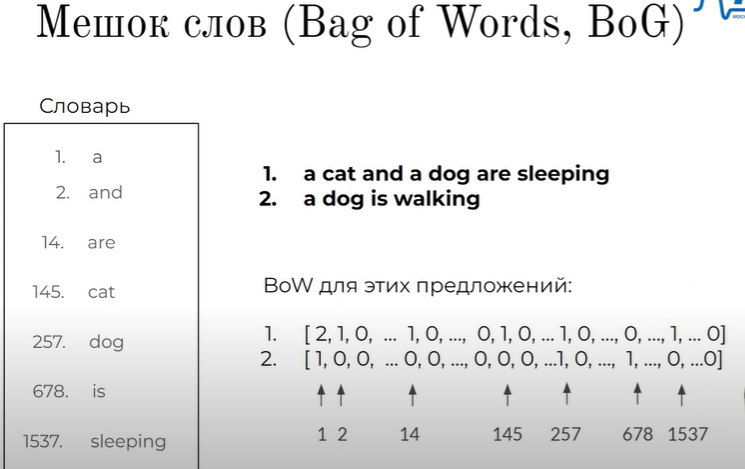 Мешок слов (Bag of Words, BoG)
Словарь
1. a
2. and
14. are
145. cat
257. dog
678. is
1537. sleeping
1. a cat and a dog are sleeping
2. a dog is walking
BoW для этих предложений:
1. [ 2, 1, 0, ... 1, 0, ..., 0, 1, 0, ... 1, 0, ..., 0, ..., 1, ... 0]
2. [ 1, 0, 0, ... 0, 0, ..., 0, 0, 0, ...1, 0, ..., 1, ..., 0, ...0]
1 2 14 145 257 678 1537